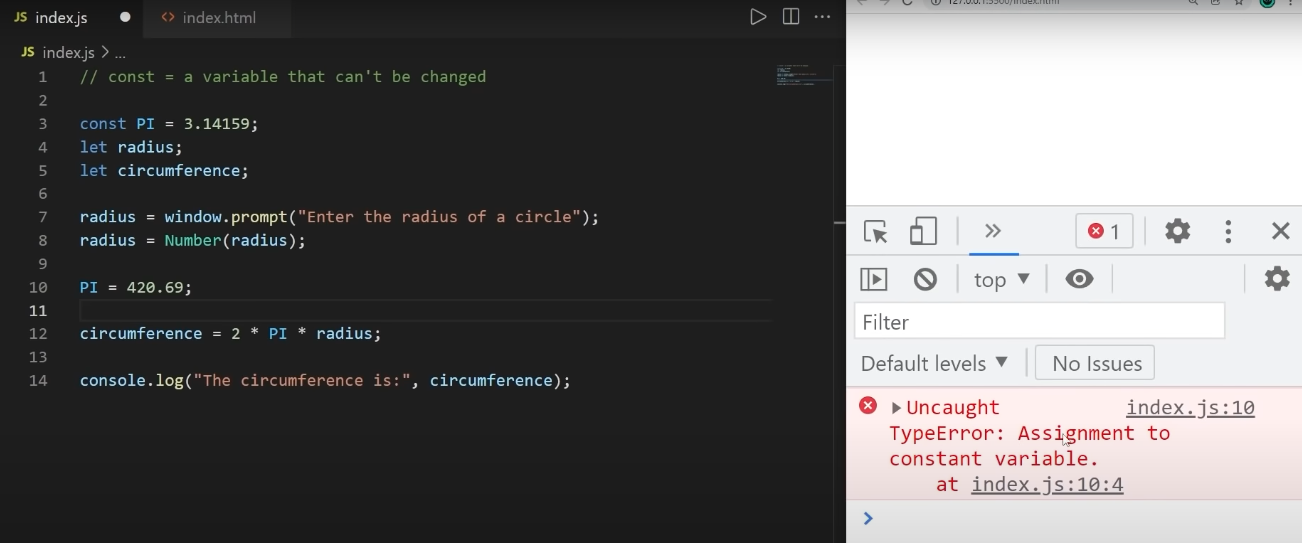 JS index.js
<> index.html
JS index.js > ...
1 // const = a variable that can't be changed
2
3 const PI = 3.14159;
4 let radius;
5 let circumference;
6
7 radius = window.prompt("Enter the radius of a circle");
8 radius = Number(radius);
9
10 PI = 420.69;
11
12 circumference = 2 * PI * radius;
13
14 console.log("The circumference is:", circumference);
1
top
Filter
Default levels
No Issues
Uncaught index.js:10
TypeError: Assignment to
constant variable.
at index.js:10:4